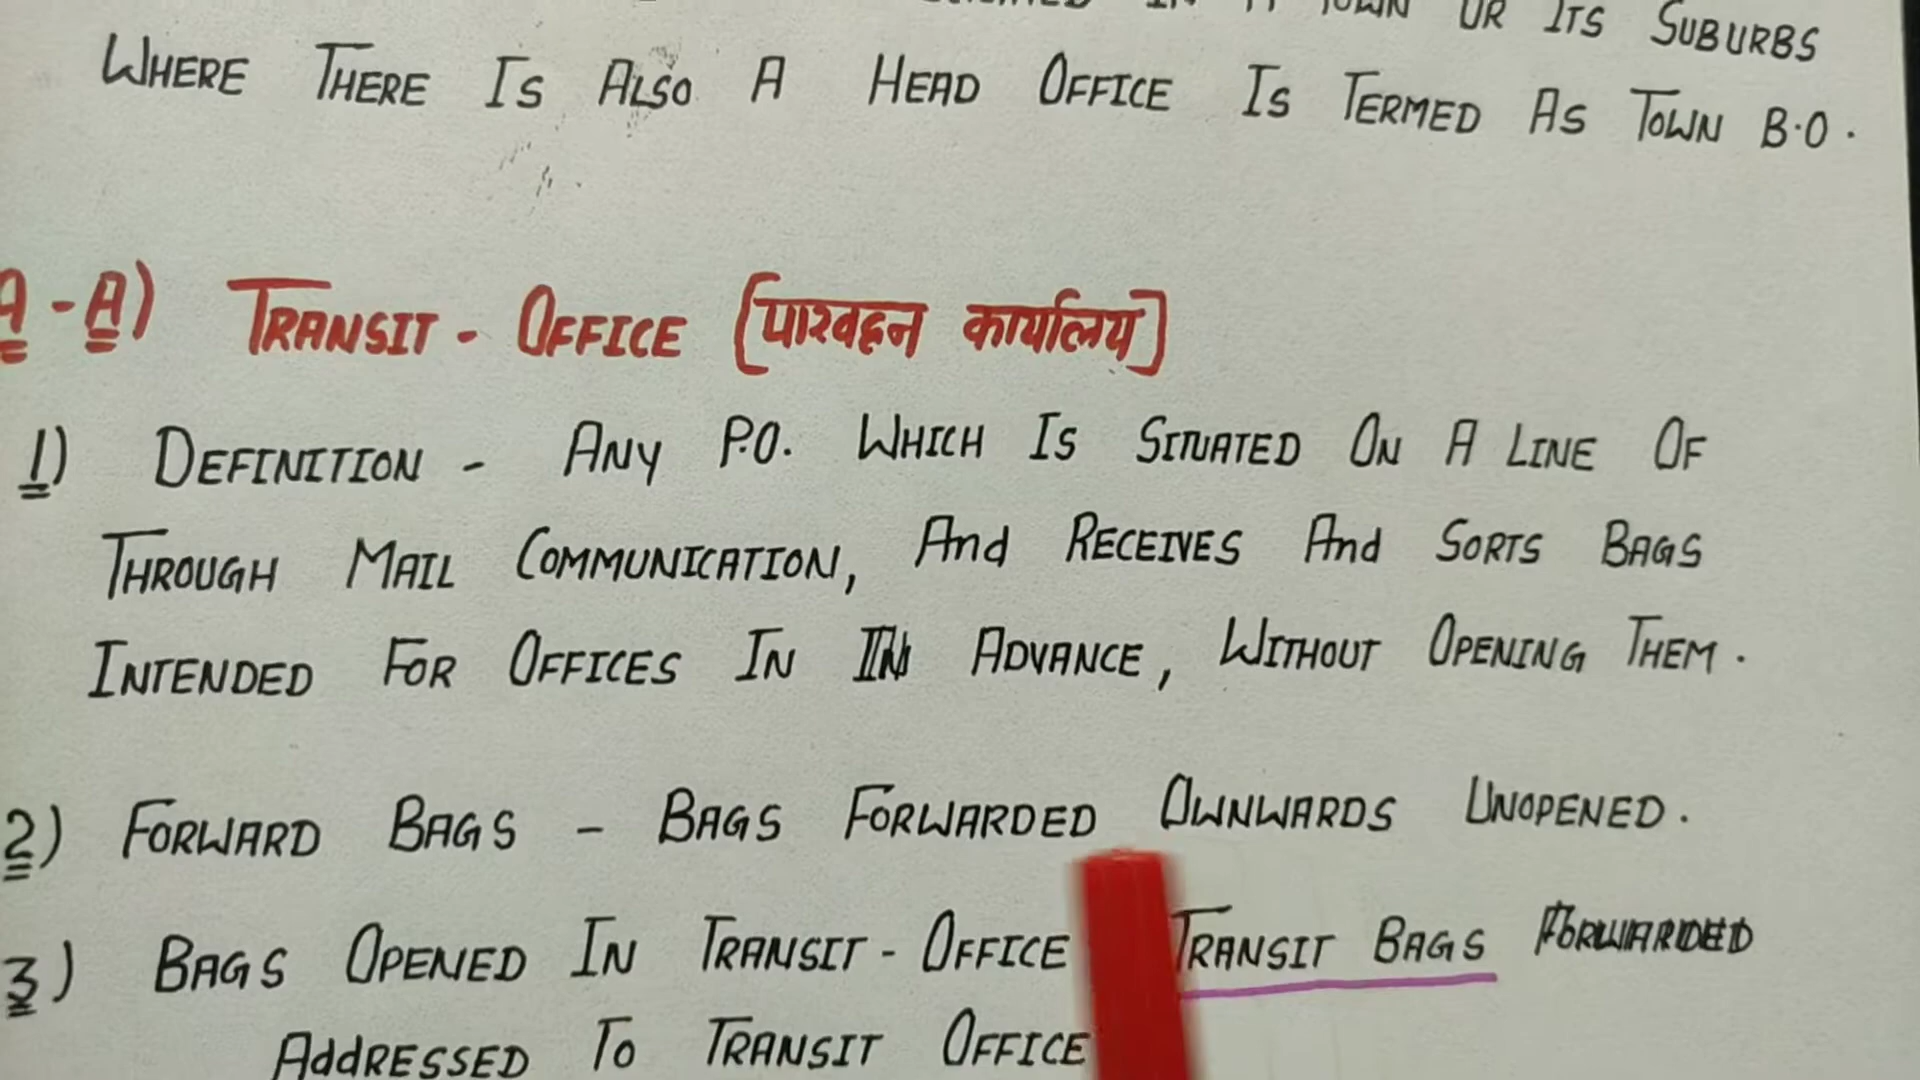 IN A TOWN OR ITS SUBURBS
WHERE THERE IS ALSO A HEAD OFFICE IS TERMED AS TOWN B.O.
A-A) TRANSIT-OFFICE [पारवहन कार्यालय]
1) DEFINITION - ANY P.O. WHICH IS SITUATED ON A LINE OF
THROUGH MAIL COMMUNICATION, And RECEIVES And SORTS BAGS
INTENDED FOR OFFICES IN IN ADVANCE, WITHOUT OPENING THEM.
2) FORWARD BAGS - BAGS FORWARDED OWNWARDS UNOPENED.
3) BAGS OPENED IN TRANSIT-OFFICE TRANSIT BAGS FORWARDED
AddRESSED TO TRANSIT OFFICE